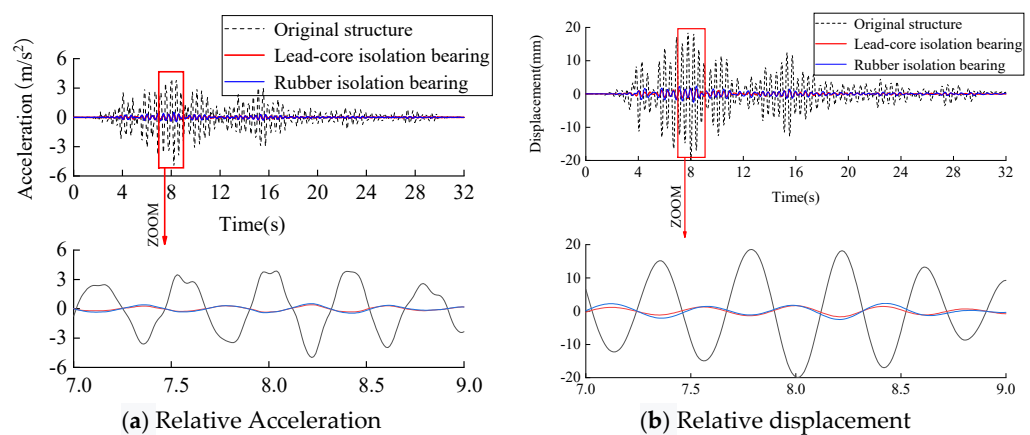 Original structure
Lead-core isolation bearing
Rubber isolation bearing
Acceleration (m/s²)
6
3
0
-3
-6
0 4 8 12 16 20 24 28 32
Time(s)
ZOOM
6
3
0
-3
-6
7.0 7.5 8.0 8.5 9.0
(a) Relative Acceleration
Original structure
Lead-core isolation bearing
Rubber isolation bearing
Displacement(mm)
20
10
0
-10
-20
0 4 8 12 16 20 24 28 32
Time(s)
ZOOM
20
10
0
-10
-20
7.0 7.5 8.0 8.5 9.0
(b) Relative displacement